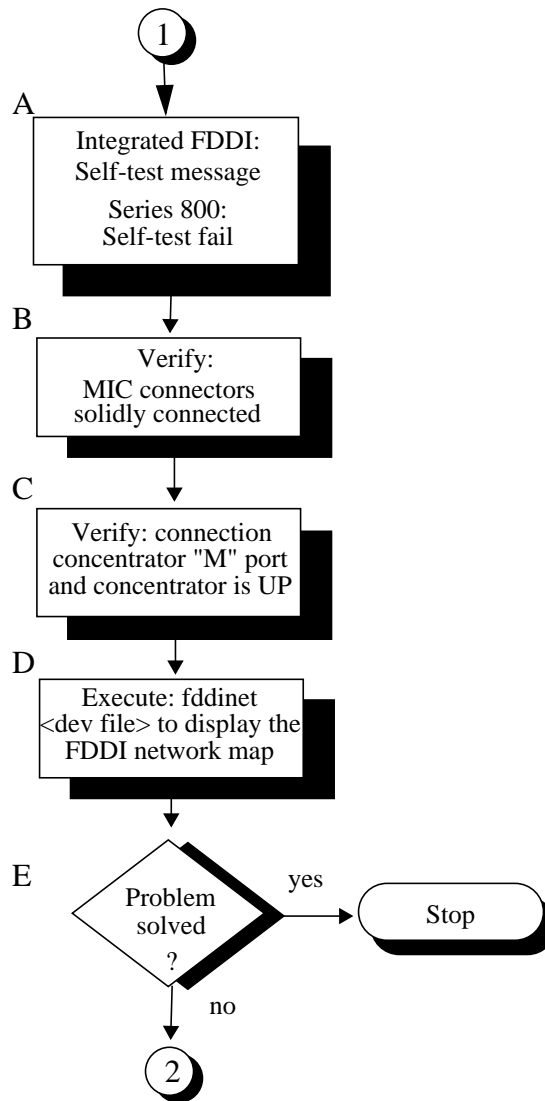 1
A
Integrated FDDI:
Self-test message
Series 800:
Self-test fail
B
Verify:
MIC connectors
solidly connected
C
Verify: connection
concentrator "M" port
and concentrator is UP
D
Execute: fddinet
<dev file> to display the
FDDI network map
E
Problem
solved
?
yes
Stop
no
2